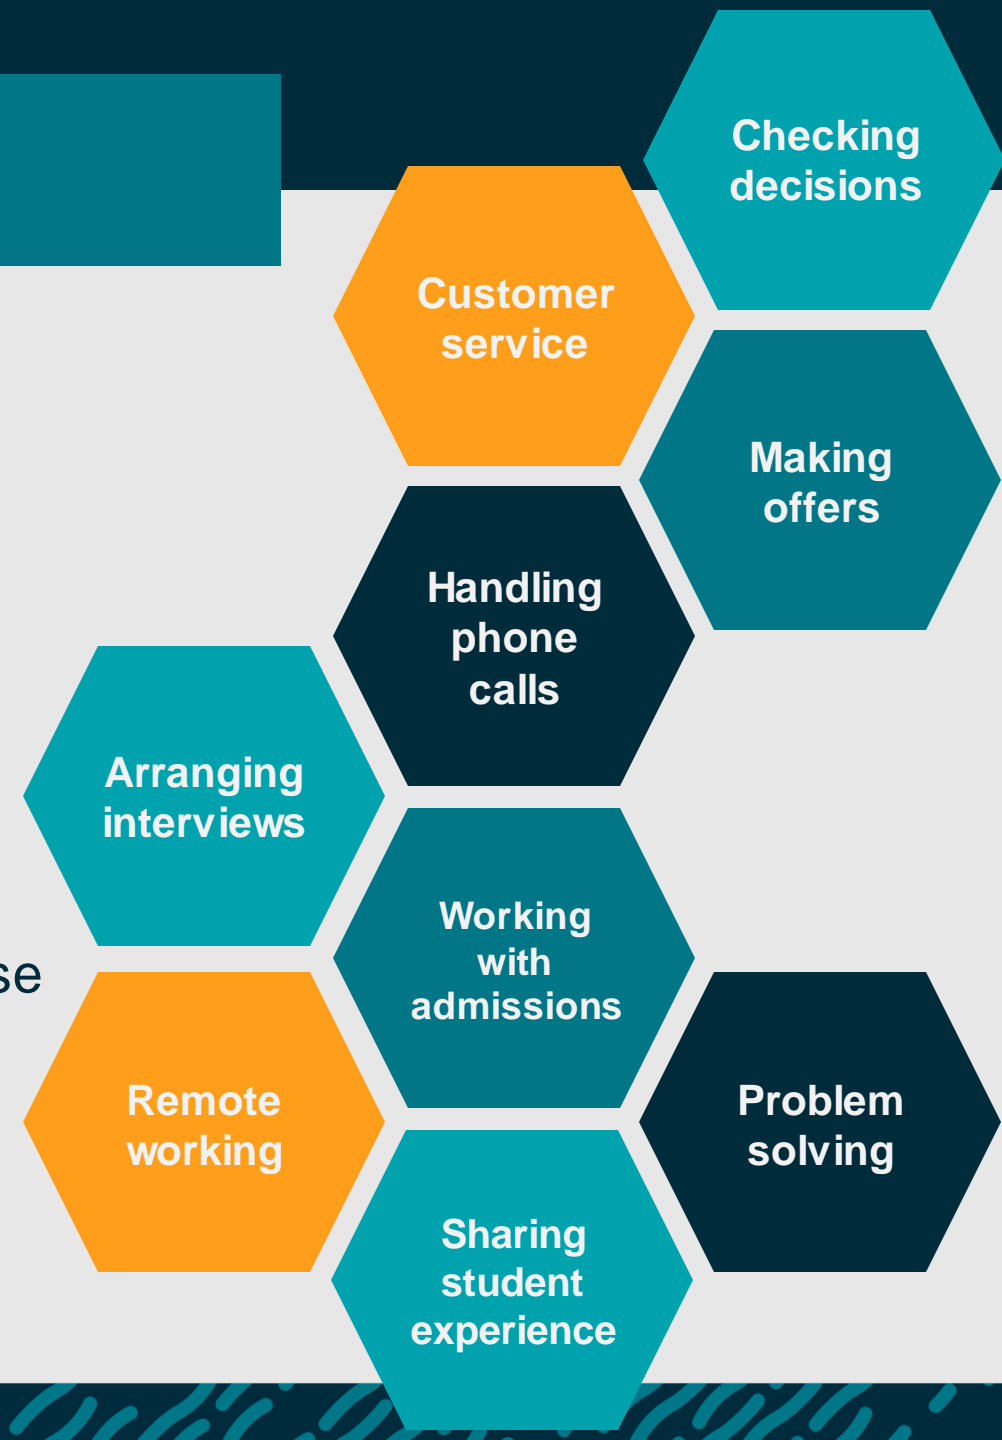 Checking
decisions
Customer
service
Making
offers
Handling
phone
calls
Arranging
interviews
Working
with
admissions
se
Remote
working
Problem
solving
Sharing
student
experience